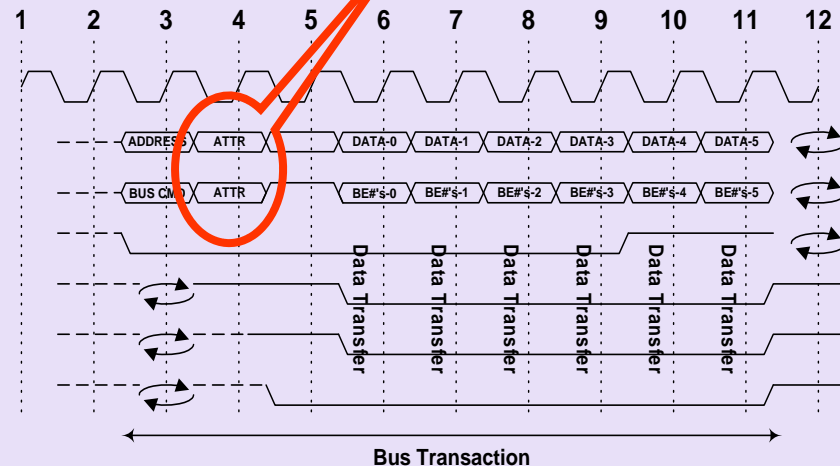 1 2 3 4 5 6 7 8 9 10 11 12
ADDRESS ATTR DATA-0 DATA-1 DATA-2 DATA-3 DATA-4 DATA-5
BUS CMD ATTR BE#'s-0 BE#'s-1 BE#'s-2 BE#'s-3 BE#'s-4 BE#'s-5
Data Transfer
Data Transfer
Data Transfer
Data Transfer
Data Transfer
Data Transfer
Bus Transaction